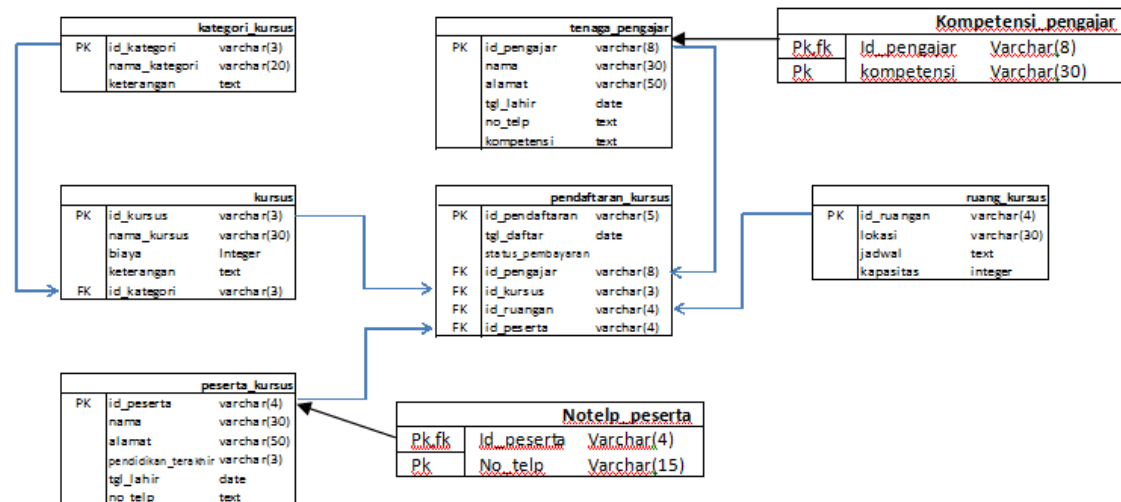 kategori_kursus
PK id_kategori varchar(3)
nama_kategori varchar(20)
keterangan text
tenaga_pengajar
PK id_pengajar varchar(8)
nama varchar(30)
alamat varchar(50)
tgl_lahir date
no_telp text
kompetensi text
Kompetensi_pengajar
Pk,fk Id_pengajar Varchar(8)
Pk kompetensi Varchar(30)
kursus
PK id_kursus varchar(3)
nama_kursus varchar(30)
biaya Integer
keterangan text
FK id_kategori varchar(3)
pendaftaran_kursus
PK id_pendaftaran varchar(5)
tgl_daftar date
status_pembayaran
FK id_pengajar varchar(8)
FK id_kursus varchar(3)
FK id_ruangan varchar(4)
FK id_peserta varchar(4)
ruang_kursus
PK id_ruangan varchar(4)
lokasi varchar(30)
jadwal text
kapasitas integer
peserta_kursus
PK id_peserta varchar(4)
nama varchar(30)
alamat varchar(50)
pendidikan_terakhir varchar(3)
tgl_lahir date
no_telp text
Notelp_peserta
Pk,fk Id_peserta Varchar(4)
Pk No_telp Varchar(15)